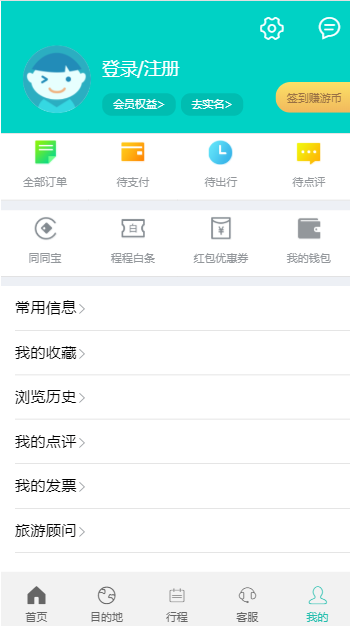 登录/注册
会员权益> 去实名>
签到赚游币
全部订单 待支付 待出行 待点评
白
¥
同同宝 程程白条 红包优惠券 我的钱包
常用信息>
我的收藏>
浏览历史>
我的点评>
我的发票>
旅游顾问>
首页 目的地 行程 客服 我的